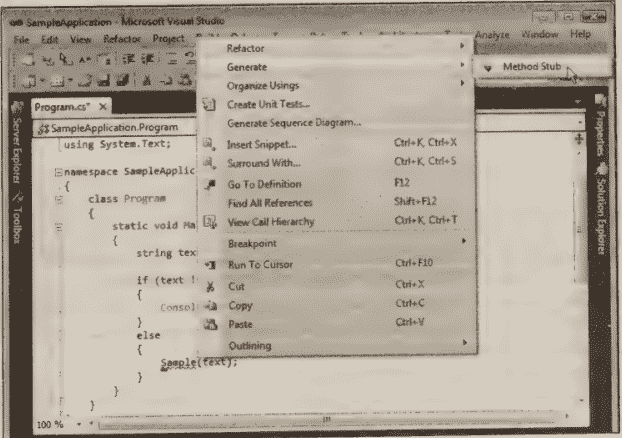 SampleApplication - Microsoft Visual Studio
File Edit View Refactor Project Analyze Window Help
Refactor
Generate
Method Stub
Organize Usings
Create Unit Tests...
Generate Sequence Diagram...
Insert Snippet... Ctrl+K, Ctrl+X
Surround With... Ctrl+K, Ctrl+S
Go To Definition F12
Find All References Shift+F12
View Call Hierarchy Ctrl+K, Ctrl+T
Breakpoint
Run To Cursor Ctrl+F10
Cut Ctrl+X
Copy Ctrl+C
Paste Ctrl+V
Outlining
Server Explorer
Toolbox
Program.cs* X
SampleApplication.Program
using System.Text;
namespace SampleApplic
{
class Program
{
static void Ma
{
string tex
if (text !
{
Consol
}
else
{
Sample(text);
}
}
}
100 %
Properties
Solution Explorer